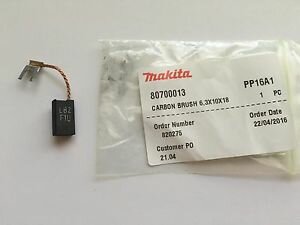 makita
80700013
PP16A1
CARBON BRUSH 6,3X10X18
1 PC
Order Number
820275
Order Date
22/04/2016
Customer PO
21.04
L82
F1U